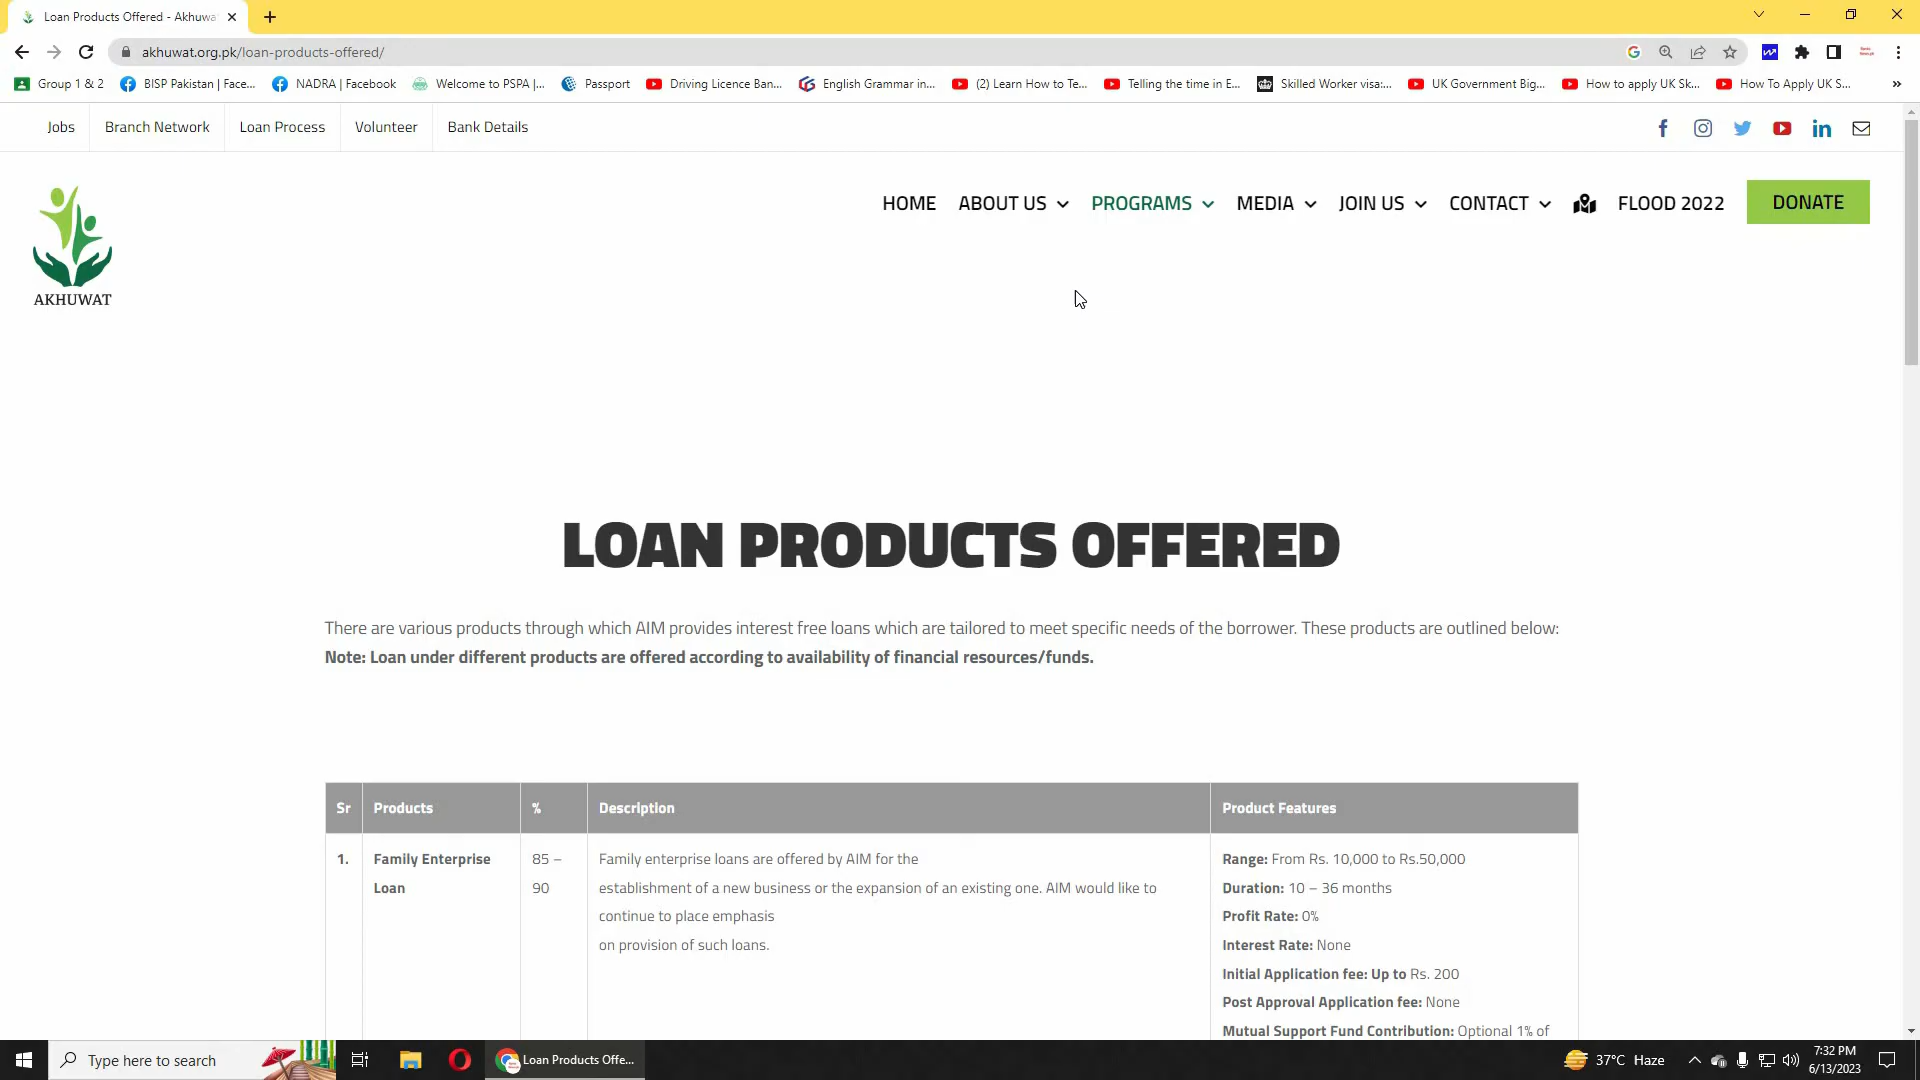 Loan Products Offered - Akhuwa
akhuwat.org.pk/loan-products-offered/
Group 1 & 2
BISP Pakistan | Face...
NADRA | Facebook
Welcome to PSPA |...
Passport
Driving Licence Ban...
English Grammar in...
(2) Learn How to Te...
Telling the time in E...
Skilled Worker visa:...
UK Government Big...
How to apply UK Sk...
How To Apply UK S...
Jobs
Branch Network
Loan Process
Volunteer
Bank Details
AKHUWAT
HOME
ABOUT US
PROGRAMS
MEDIA
JOIN US
CONTACT
FLOOD 2022
DONATE
LOAN PRODUCTS OFFERED
There are various products through which AIM provides interest free loans which are tailored to meet specific needs of the borrower. These products are outlined below:
Note: Loan under different products are offered according to availability of financial resources/funds.
Sr
Products
%
Description
Product Features
1.
Family Enterprise
Loan
85 –
90
Family enterprise loans are offered by AIM for the
establishment of a new business or the expansion of an existing one. AIM would like to
continue to place emphasis
on provision of such loans.
Range: From Rs. 10,000 to Rs.50,000
Duration: 10 – 36 months
Profit Rate: 0%
Interest Rate: None
Initial Application fee: Up to Rs. 200
Post Approval Application fee: None
Mutual Support Fund Contribution: Optional 1% of
Type here to search
Loan Products Offe...
37°C Haze
7:32 PM
6/13/2023